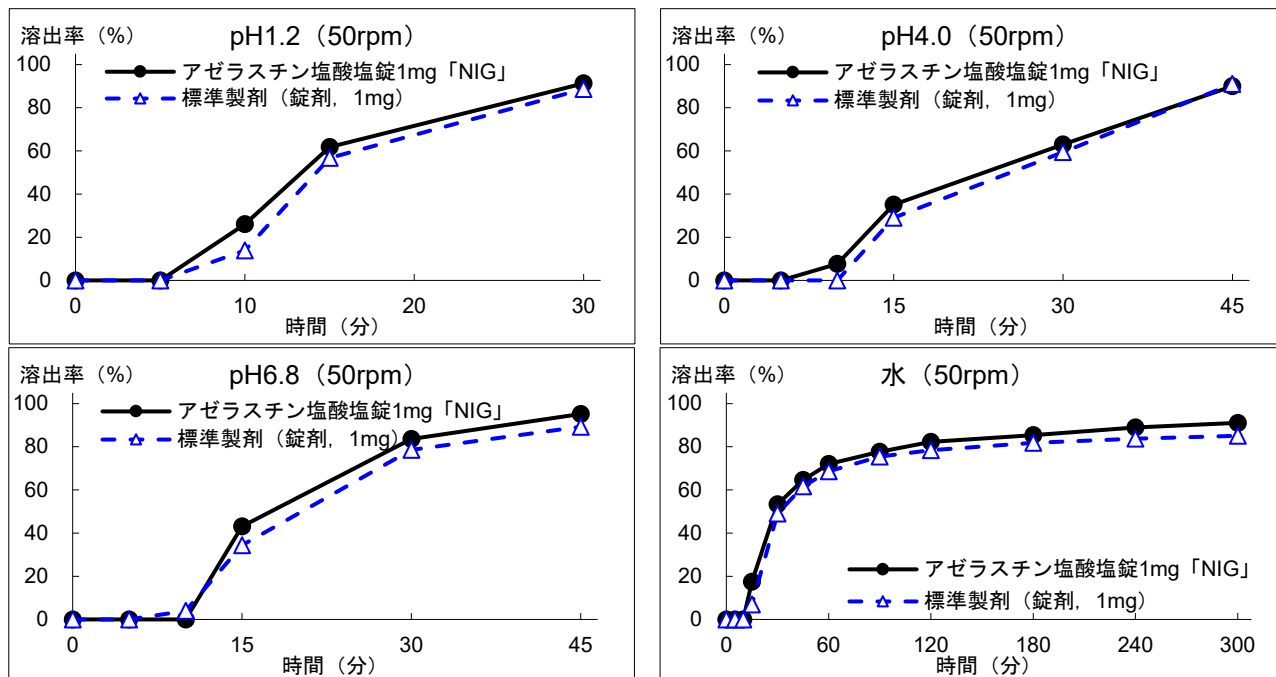 溶出率（%） pH1.2（50rpm）
アゼラスチン塩酸塩錠1mg「NIG」
標準製剤（錠剤，1mg）
100
80
60
40
20
0
0 10 20 30
時間（分）
溶出率（%） pH4.0（50rpm）
アゼラスチン塩酸塩錠1mg「NIG」
標準製剤（錠剤，1mg）
100
80
60
40
20
0
0 15 30 45
時間（分）
溶出率（%） pH6.8（50rpm）
アゼラスチン塩酸塩錠1mg「NIG」
標準製剤（錠剤，1mg）
100
80
60
40
20
0
0 15 30 45
時間（分）
溶出率（%） 水（50rpm）
100
80
60
40
20
0
アゼラスチン塩酸塩錠1mg「NIG」
標準製剤（錠剤，1mg）
0 60 120 180 240 300
時間（分）